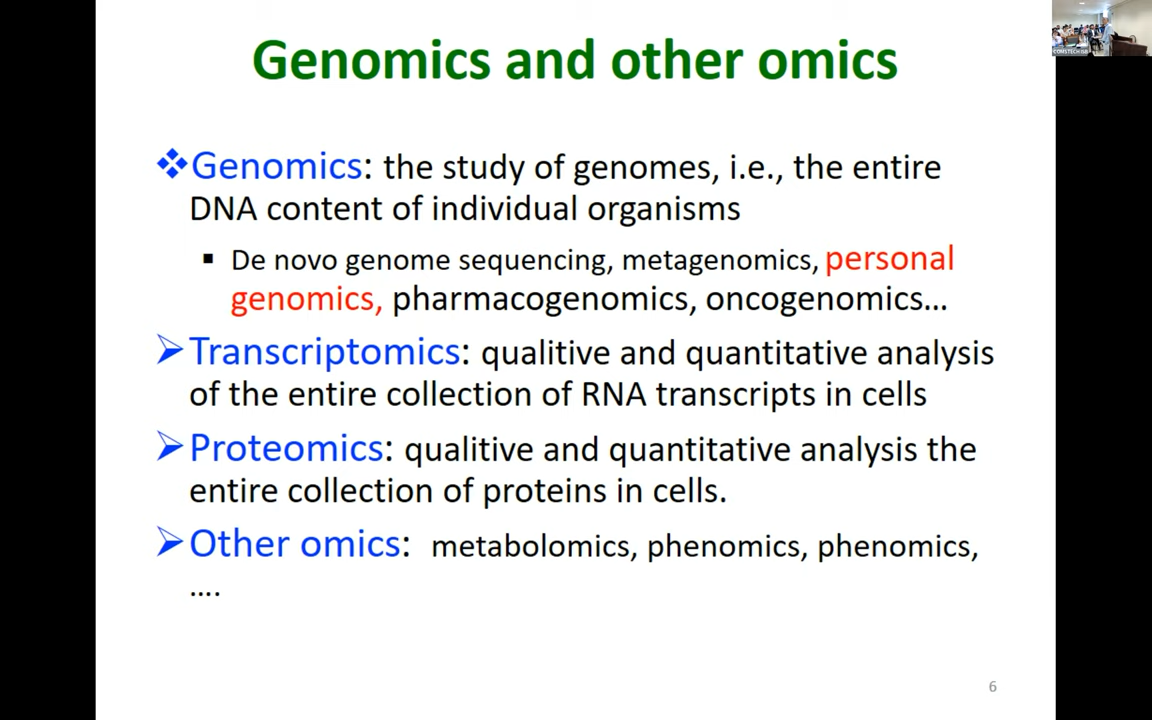 Genomics and other omics
COMSTECH ISB
❖Genomics: the study of genomes, i.e., the entire
DNA content of individual organisms
▪ De novo genome sequencing, metagenomics, personal
genomics, pharmacogenomics, oncogenomics…
➢Transcriptomics: qualitive and quantitative analysis
of the entire collection of RNA transcripts in cells
➢Proteomics: qualitive and quantitative analysis the
entire collection of proteins in cells.
➢Other omics: metabolomics, phenomics, phenomics,
….
6